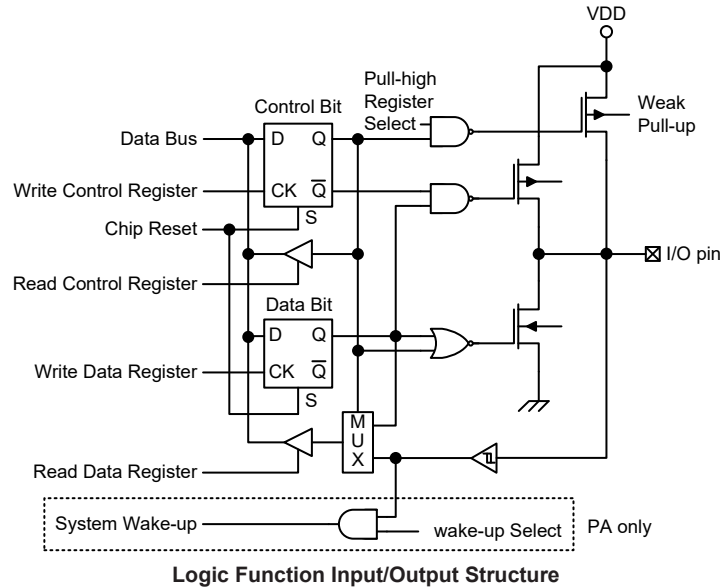 VDD
Pull-high
Register
Select
Weak
Pull-up
Control Bit
Data Bus
D
Q
Write Control Register
CK
Q̅
S
Chip Reset
I/O pin
Read Control Register
Data Bit
D
Q
Write Data Register
CK
Q̅
S
M
U
X
Read Data Register
System Wake-up
wake-up Select
PA only
Logic Function Input/Output Structure